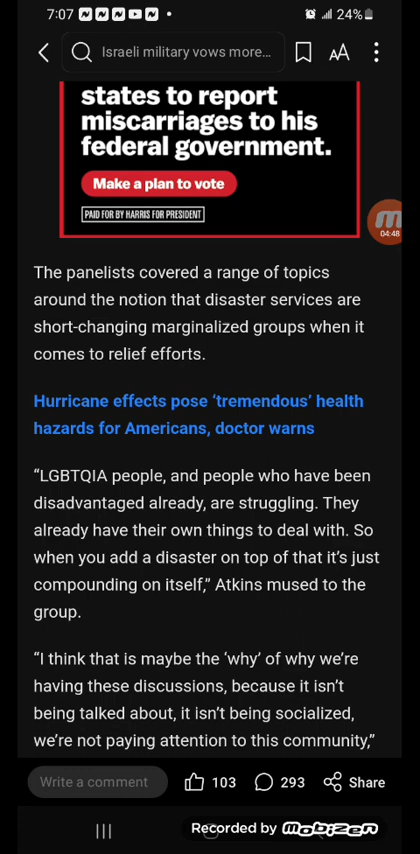 7:07
24%
Israeli military vows more...
AA
states to report
miscarriages to his
federal government.
Make a plan to vote
PAID FOR BY HARRIS FOR PRESIDENT
04:48
The panelists covered a range of topics
around the notion that disaster services are
short-changing marginalized groups when it
comes to relief efforts.
Hurricane effects pose ‘tremendous’ health
hazards for Americans, doctor warns
“LGBTQIA people, and people who have been
disadvantaged already, are struggling. They
already have their own things to deal with. So
when you add a disaster on top of that it’s just
compounding on itself,” Atkins mused to the
group.
“I think that is maybe the ‘why’ of why we’re
having these discussions, because it isn’t
being talked about, it isn’t being socialized,
we’re not paying attention to this community,”
Write a comment 103 293 Share
Recorded by mobizen